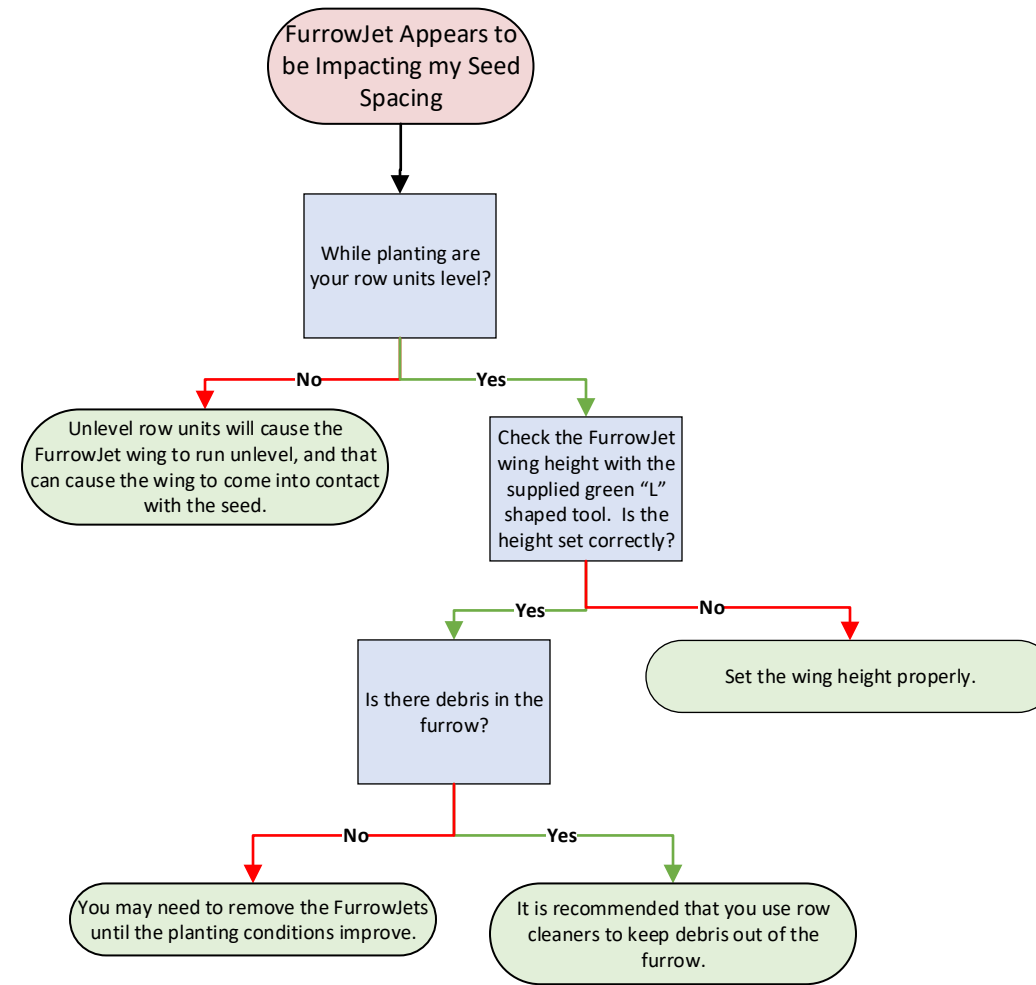 FurrowJet Appears to
be Impacting my Seed
Spacing
While planting are
your row units level?
No
Yes
Unlevel row units will cause the
FurrowJet wing to run unlevel, and that
can cause the wing to come into contact
with the seed.
Check the FurrowJet
wing height with the
supplied green “L”
shaped tool.  Is the
height set correctly?
Yes
No
Is there debris in the
furrow?
Set the wing height properly.
No
Yes
You may need to remove the FurrowJets
until the planting conditions improve.
It is recommended that you use row
cleaners to keep debris out of the
furrow.